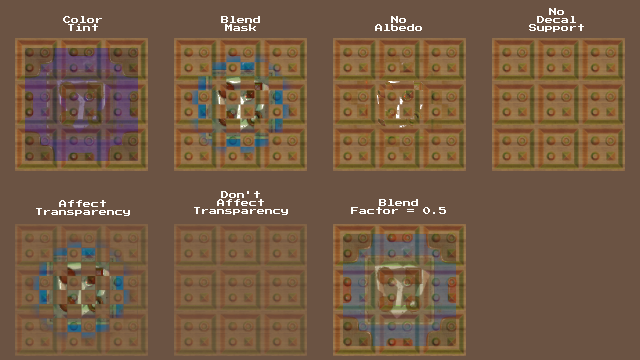 Color
Tint
Blend
Mask
No
Albedo
No
Decal
Support
Affect
Transparency
Don't
Affect
Transparency
Blend
Factor = 0.5